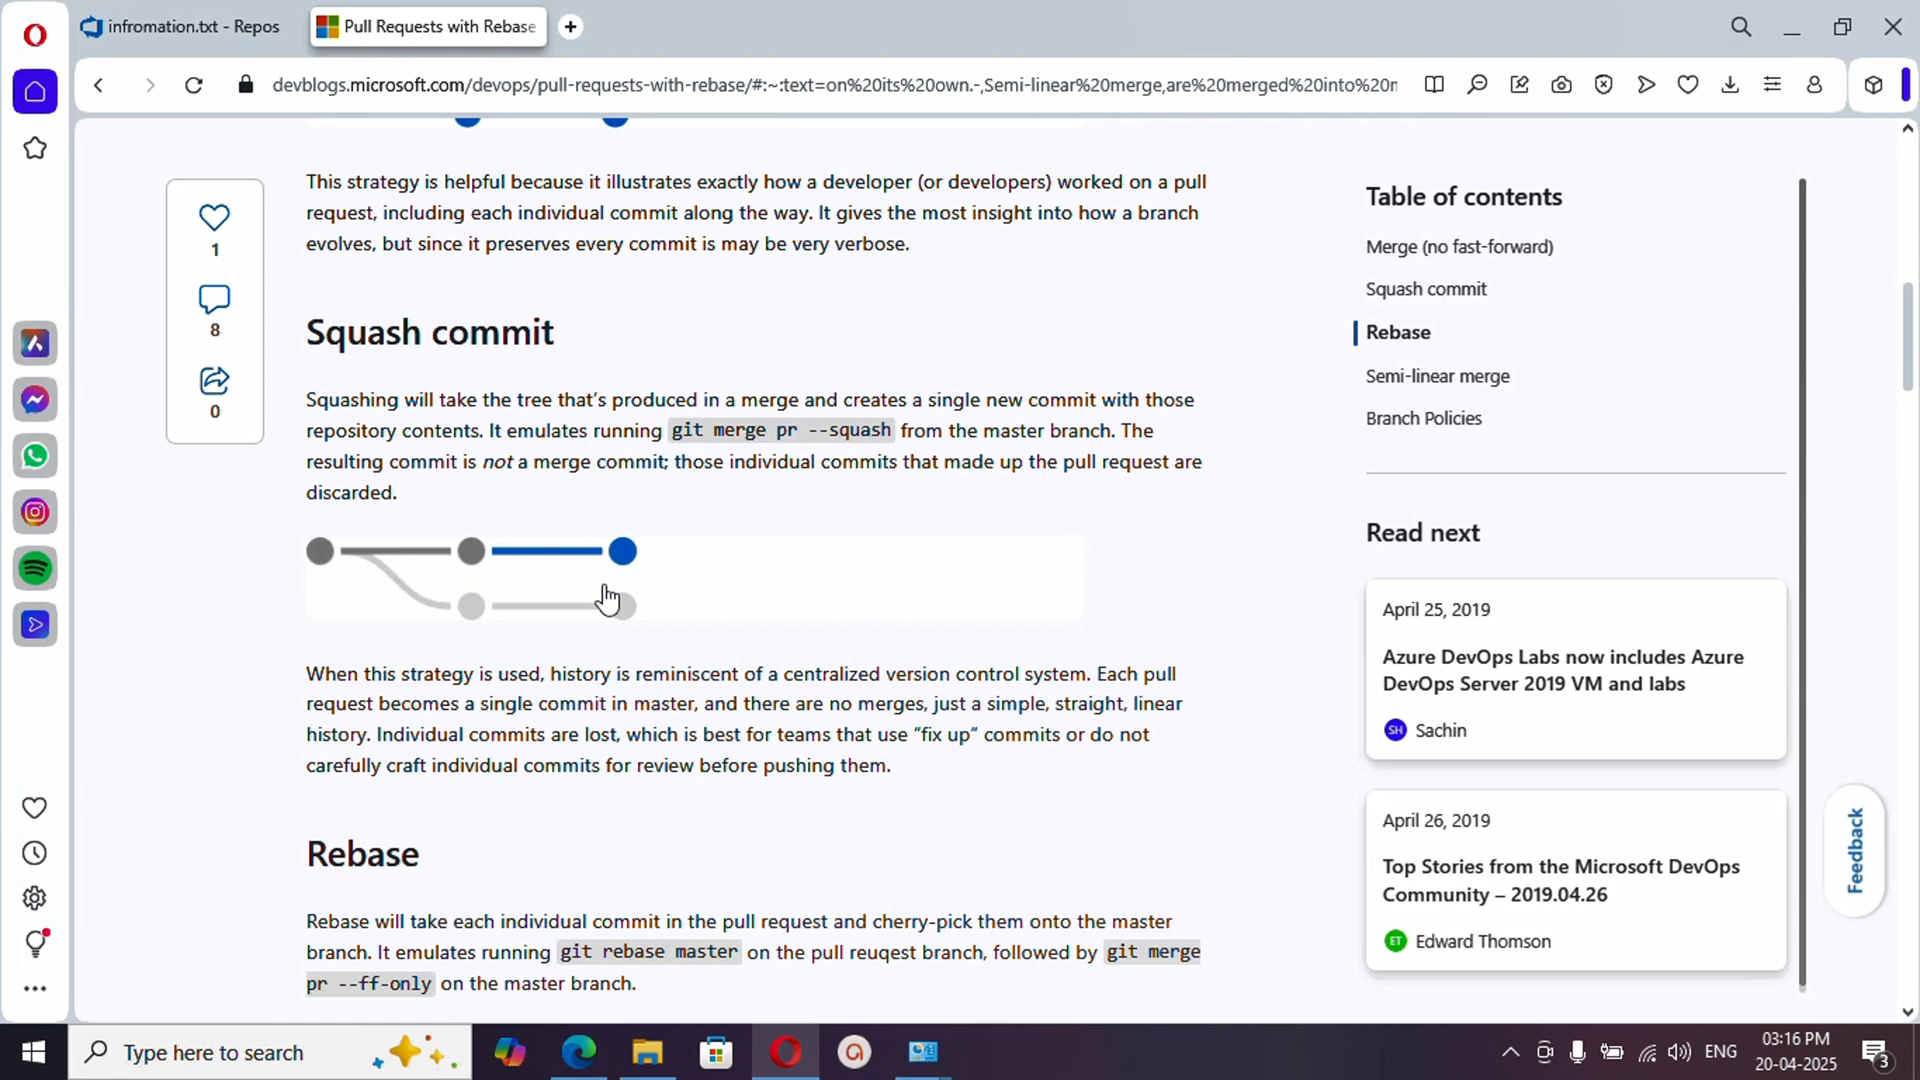 infromation.txt - Repos
Pull Requests with Rebase
devblogs.microsoft.com/devops/pull-requests-with-rebase/#:~:text=on%20its%20own.-,Semi-linear%20merge,are%20merged%20into%20r
This strategy is helpful because it illustrates exactly how a developer (or developers) worked on a pull
request, including each individual commit along the way. It gives the most insight into how a branch
evolves, but since it preserves every commit is may be very verbose.
1
8
0
Squash commit
Squashing will take the tree that's produced in a merge and creates a single new commit with those
repository contents. It emulates running git merge pr --squash from the master branch. The
resulting commit is not a merge commit; those individual commits that made up the pull request are
discarded.
When this strategy is used, history is reminiscent of a centralized version control system. Each pull
request becomes a single commit in master, and there are no merges, just a simple, straight, linear
history. Individual commits are lost, which is best for teams that use “fix up” commits or do not
carefully craft individual commits for review before pushing them.
Rebase
Rebase will take each individual commit in the pull request and cherry-pick them onto the master
branch. It emulates running git rebase master on the pull reuqest branch, followed by git merge
pr --ff-only on the master branch.
Table of contents
Merge (no fast-forward)
Squash commit
Rebase
Semi-linear merge
Branch Policies
Read next
April 25, 2019
Azure DevOps Labs now includes Azure
DevOps Server 2019 VM and labs
SH Sachin
April 26, 2019
Top Stories from the Microsoft DevOps
Community – 2019.04.26
ET Edward Thomson
Feedback
Type here to search
ENG
03:16 PM
20-04-2025
3